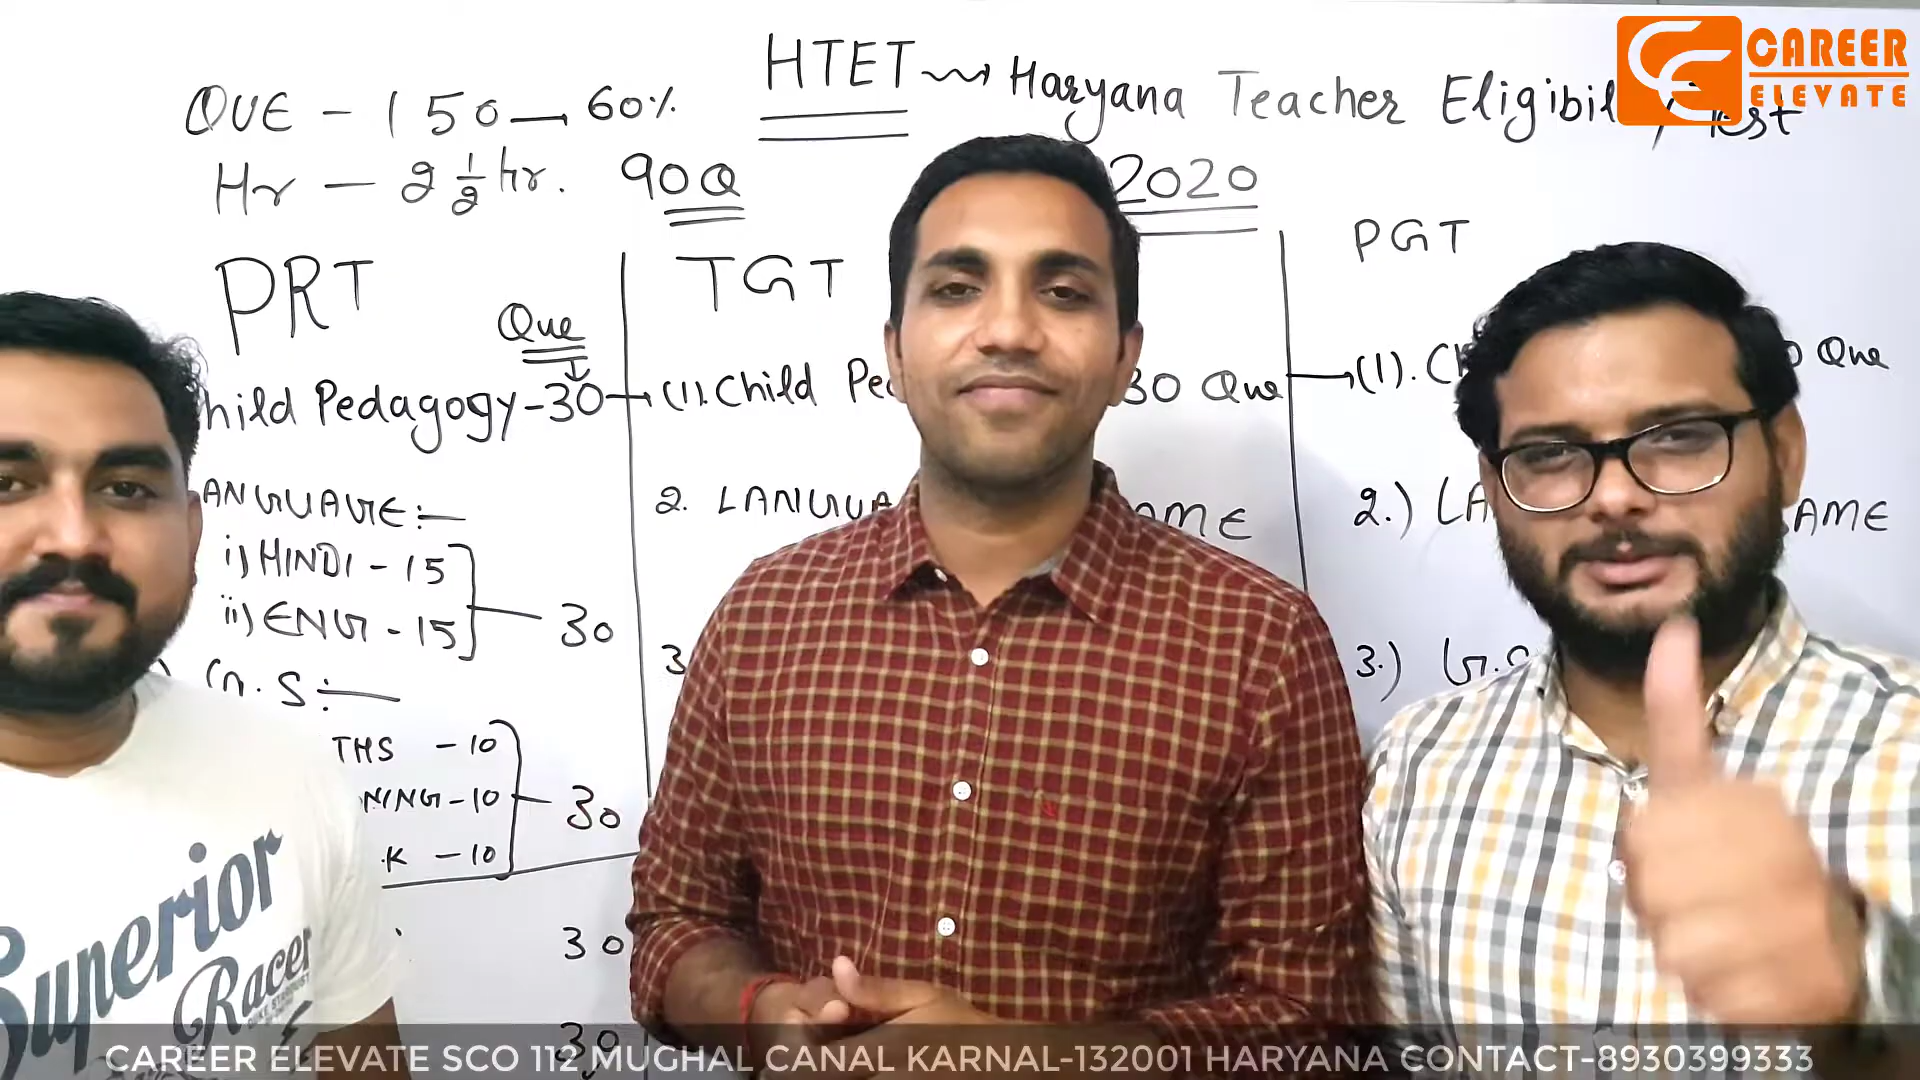 CAREER
ELEVATE
HTET Haryana Teacher
2020
QUE - 150 → 60%
Hr - 2 1/2 hr. 90Q
PRT
Que
hild Pedagogy-30
ANGUAGE:-
i) HINDI - 15
ii) ENG - 15
30
G.S:-
THS - 10
NING - 10
.K - 10
30
30
30
TGT
(1). Child Pe
30 Que
2. LANGUA
AME
3
PGT
(1). C
Que
2.) LA
AME
3.) G.
Superior
Racer
CAREER ELEVATE SCO 112 MUGHAL CANAL KARNAL-132001 HARYANA CONTACT-8930399333